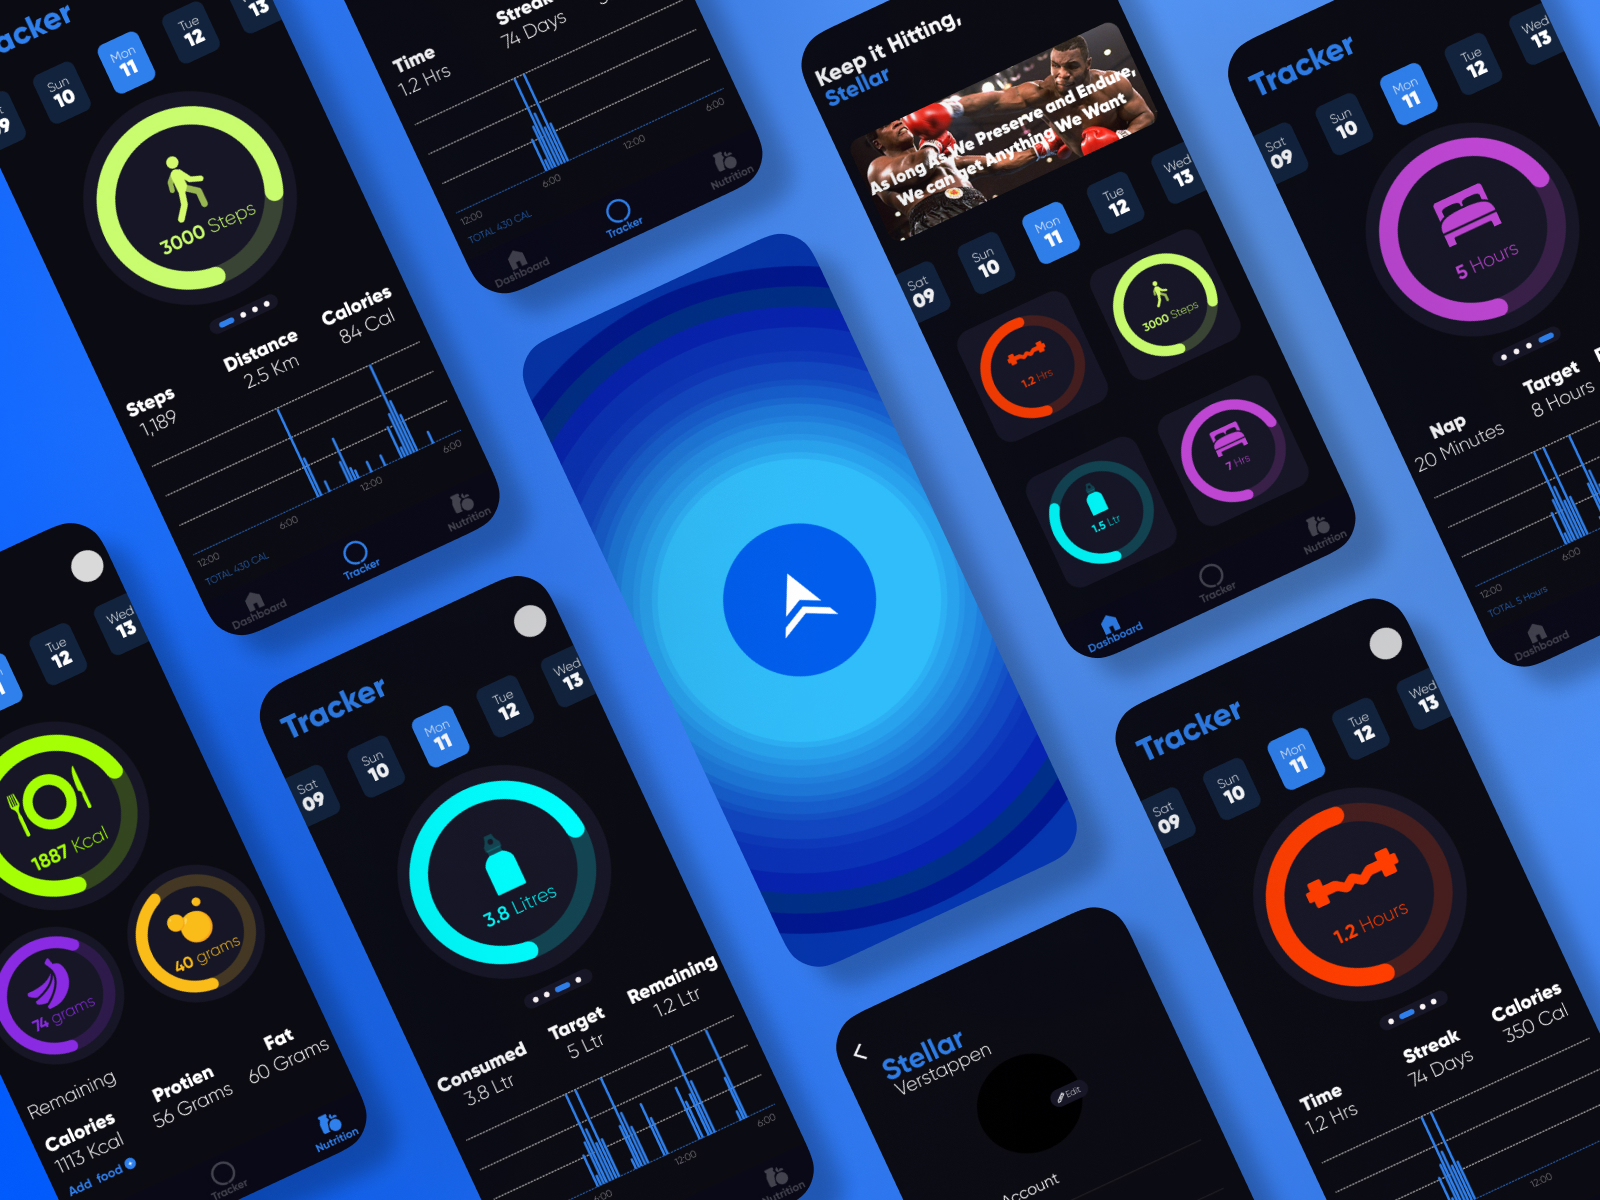 Tracker
Sun
10
Mon
11
Tue
12
13
3000 Steps
Steps
1,189
Distance
2.5 Km
Calories
84 Cal
12:00
6:00
12:00
6:00
TOTAL 430 CAL
Dashboard
Tracker
Nutrition
Time
1.2 Hrs
Streak
74 Days
12:00
6:00
12:00
6:00
TOTAL 430 CAL
Dashboard
Tracker
Nutrition
Keep it Hitting,
Stellar
As long As We Preserve and Endure,
We can get Anything We Want
Sat
09
Sun
10
Mon
11
Tue
12
Wed
13
1.2 Hrs
3000 Steps
1.5 Ltr
7 Hrs
Dashboard
Tracker
Nutrition
Tracker
Sat
09
Sun
10
Mon
11
Tue
12
Wed
13
5 Hours
Nap
20 Minutes
Target
8 Hours
12:00
6:00
TOTAL 5 Hours
Dashboard
Tue
12
Wed
13
1887 Kcal
74 grams
40 grams
Remaining
Calories
1113 Kcal
Protien
56 Grams
Fat
60 Grams
Add food
Tracker
Nutrition
Tracker
Sat
09
Sun
10
Mon
11
Tue
12
Wed
13
3.8 Litres
Consumed
3.8 Ltr
Target
5 Ltr
Remaining
1.2 Ltr
6:00
12:00
6:00
Nutrition
Stellar
Verstappen
Edit
Account
Tracker
Sat
09
Sun
10
Mon
11
Tue
12
Wed
13
1.2 Hours
Time
1.2 Hrs
Streak
74 Days
Calories
350 Cal
12:00